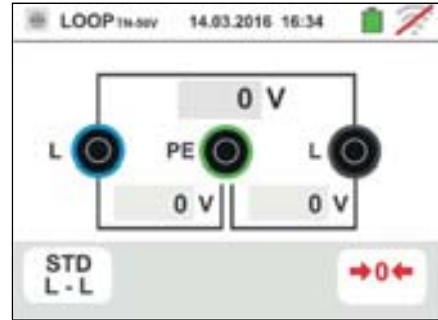 LOOP TN-50V 14.03.2016 16:34
0 V
L PE L
0 V 0 V
STD
L - L
➔0←